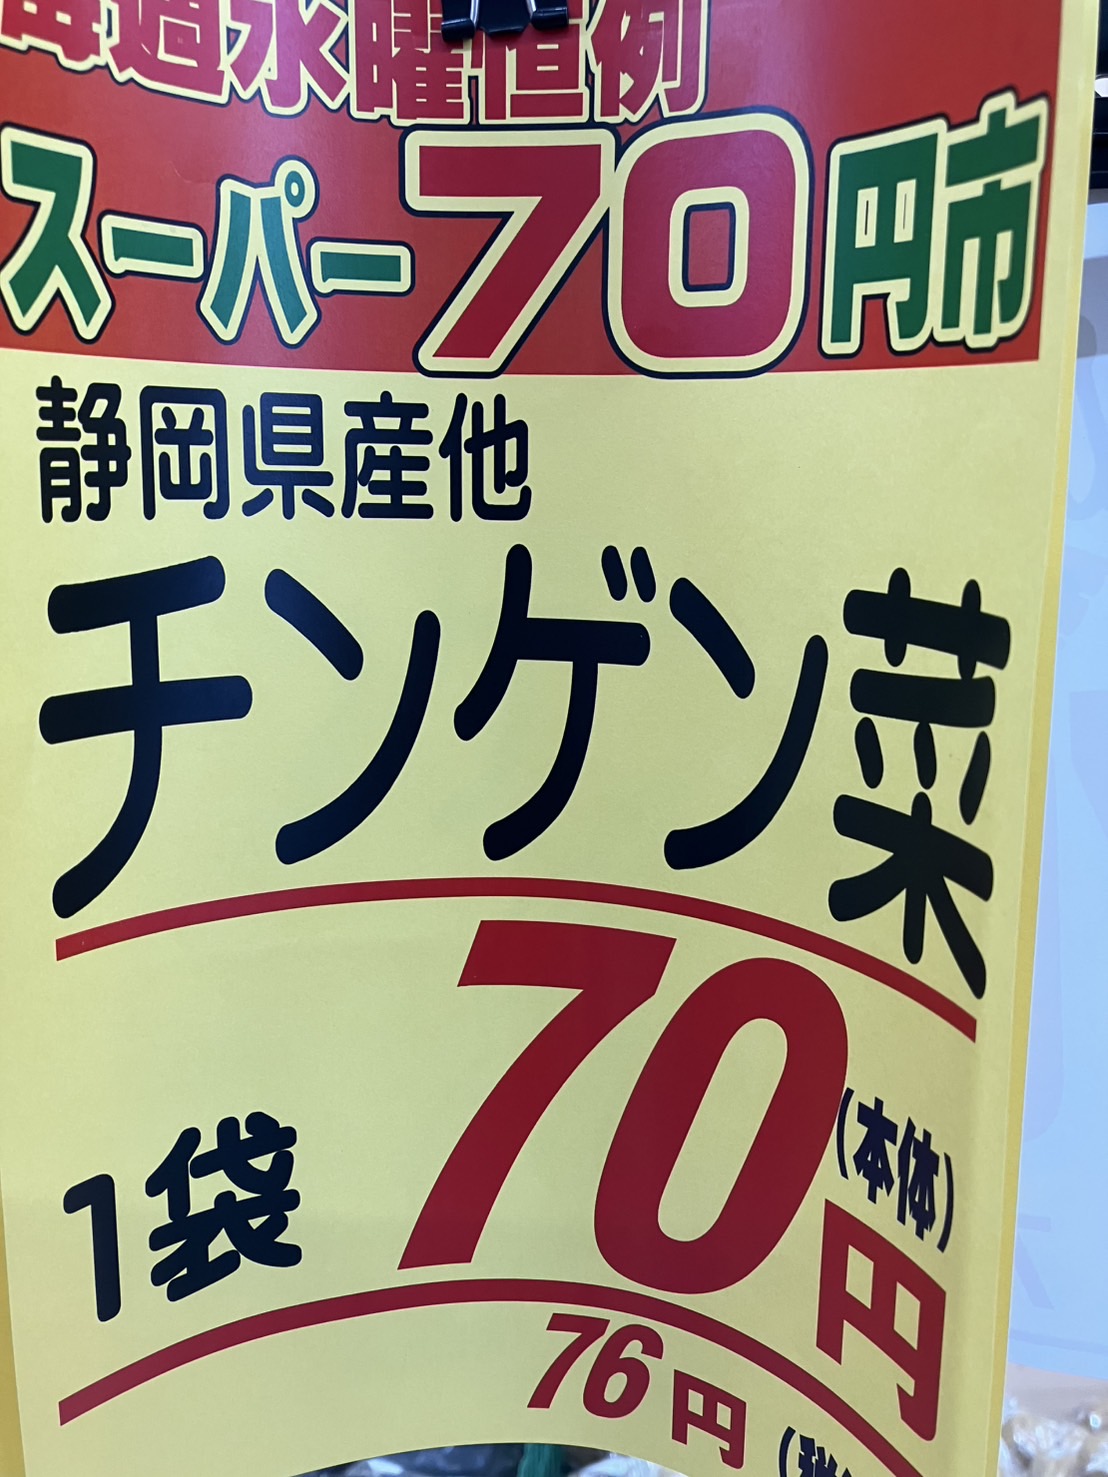 毎週水曜恒例
スーパー70円市
静岡県産他
チンゲン菜
1袋 70円 (本体)
76円 (税